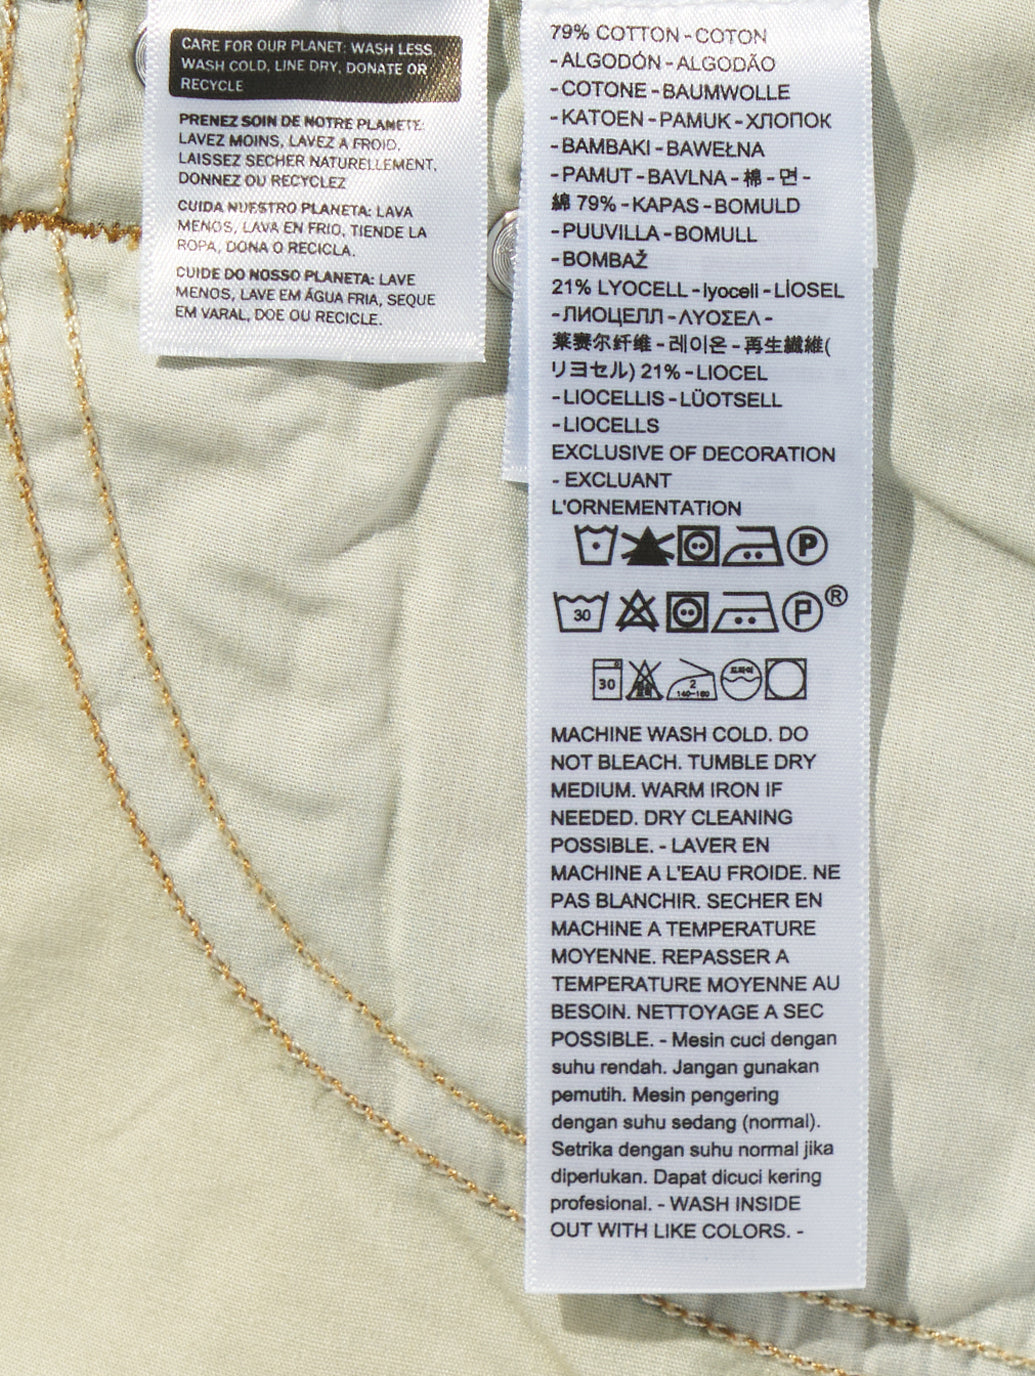 CARE FOR OUR PLANET: WASH LESS,
WASH COLD, LINE DRY, DONATE OR
RECYCLE
PRENEZ SOIN DE NOTRE PLANETE:
LAVEZ MOINS, LAVEZ A FROID,
LAISSEZ SECHER NATURELLEMENT,
DONNEZ OU RECYCLEZ
CUIDA NUESTRO PLANETA: LAVA
MENOS, LAVA EN FRIO, TIENDE LA
ROPA, DONA O RECICLA.
CUIDE DO NOSSO PLANETA: LAVE
MENOS, LAVE EM ÁGUA FRIA, SEQUE
EM VARAL, DOE OU RECICLE.
79% COTTON - COTON
- ALGODÓN - ALGODÃO
- COTONE - BAUMWOLLE
- KATOEN - PAMUK - ХЛОПОК
- BAMBAKI - BAWEŁNA
- PAMUT - BAVLNA - 棉 - 면 -
綿 79% - KAPAS - BOMULD
- PUUVILLA - BOMULL
- BOMBAŽ
21% LYOCELL - lyocell - LİOSEL
- ЛИОЦЕЛЛ - ΛΥΟΣΕΛ -
莱赛尔纤维 - 레이온 - 再生繊維(
リヨセル) 21% - LIOCEL
- LIOCELLIS - LÜOTSELL
- LIOCELLS
EXCLUSIVE OF DECORATION
- EXCLUANT
L'ORNEMENTATION
P
30 P ®
30 2 140~160 드라이
MACHINE WASH COLD. DO
NOT BLEACH. TUMBLE DRY
MEDIUM. WARM IRON IF
NEEDED. DRY CLEANING
POSSIBLE. - LAVER EN
MACHINE A L'EAU FROIDE. NE
PAS BLANCHIR. SECHER EN
MACHINE A TEMPERATURE
MOYENNE. REPASSER A
TEMPERATURE MOYENNE AU
BESOIN. NETTOYAGE A SEC
POSSIBLE. - Mesin cuci dengan
suhu rendah. Jangan gunakan
pemutih. Mesin pengering
dengan suhu sedang (normal).
Setrika dengan suhu normal jika
diperlukan. Dapat dicuci kering
profesional. - WASH INSIDE
OUT WITH LIKE COLORS. -